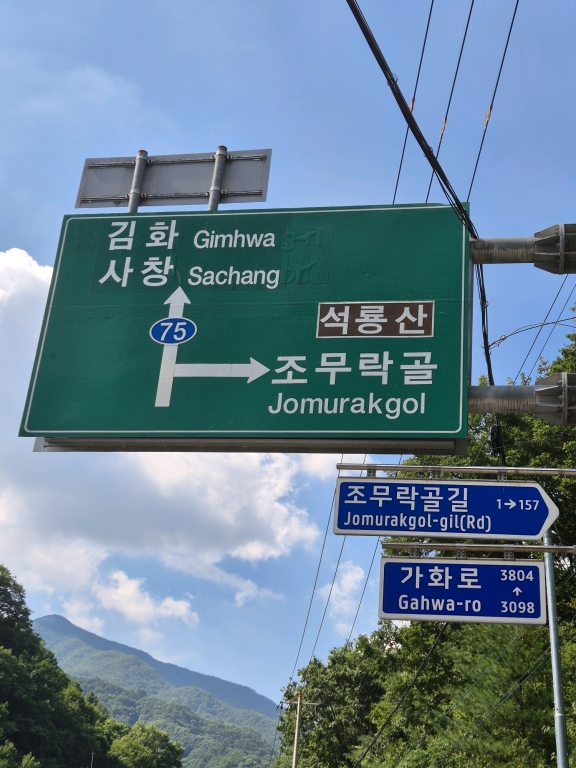 김화 Gimhwa
사창 Sachang
75
석룡산
조무락골
Jomurakgol
조무락골길 1→157
Jomurakgol-gil(Rd)
가화로 3804
↑
Gahwa-ro 3098